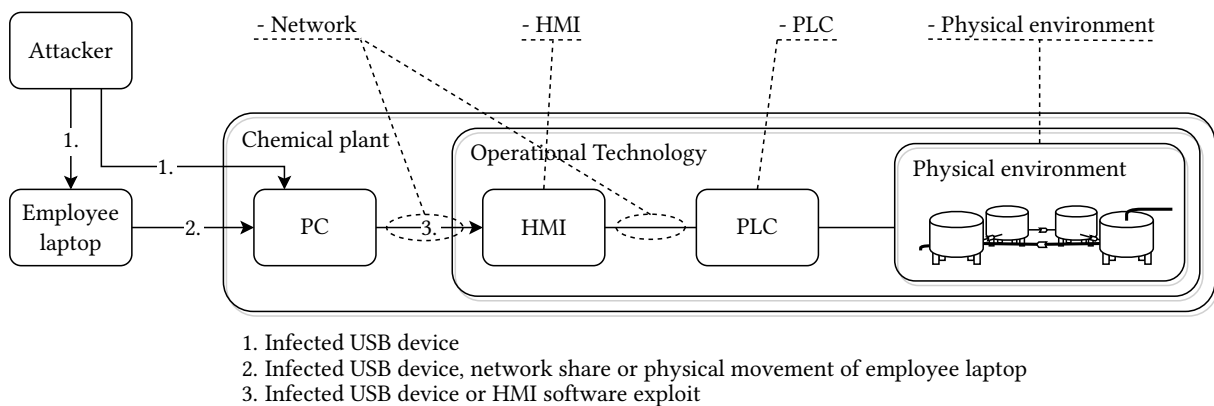 - Network
- HMI
- PLC
- Physical environment
Attacker
1.
1.
Chemical plant
Operational Technology
Physical environment
Employee
laptop
2.
PC
3.
HMI
PLC
1. Infected USB device
2. Infected USB device, network share or physical movement of employee laptop
3. Infected USB device or HMI software exploit